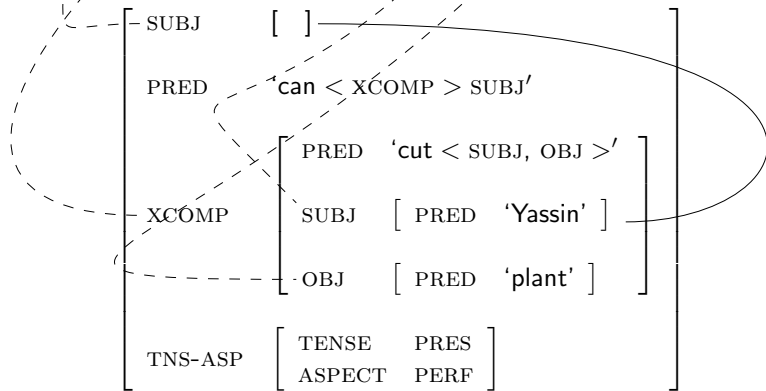 SUBJ [ ]
PRED ‘can < XCOMP > SUBJ′
PRED ‘cut < SUBJ, OBJ >′
XCOMP SUBJ [ PRED ‘Yassin’ ]
OBJ [ PRED ‘plant’ ]
TENSE PRES
TNS-ASP
ASPECT PERF